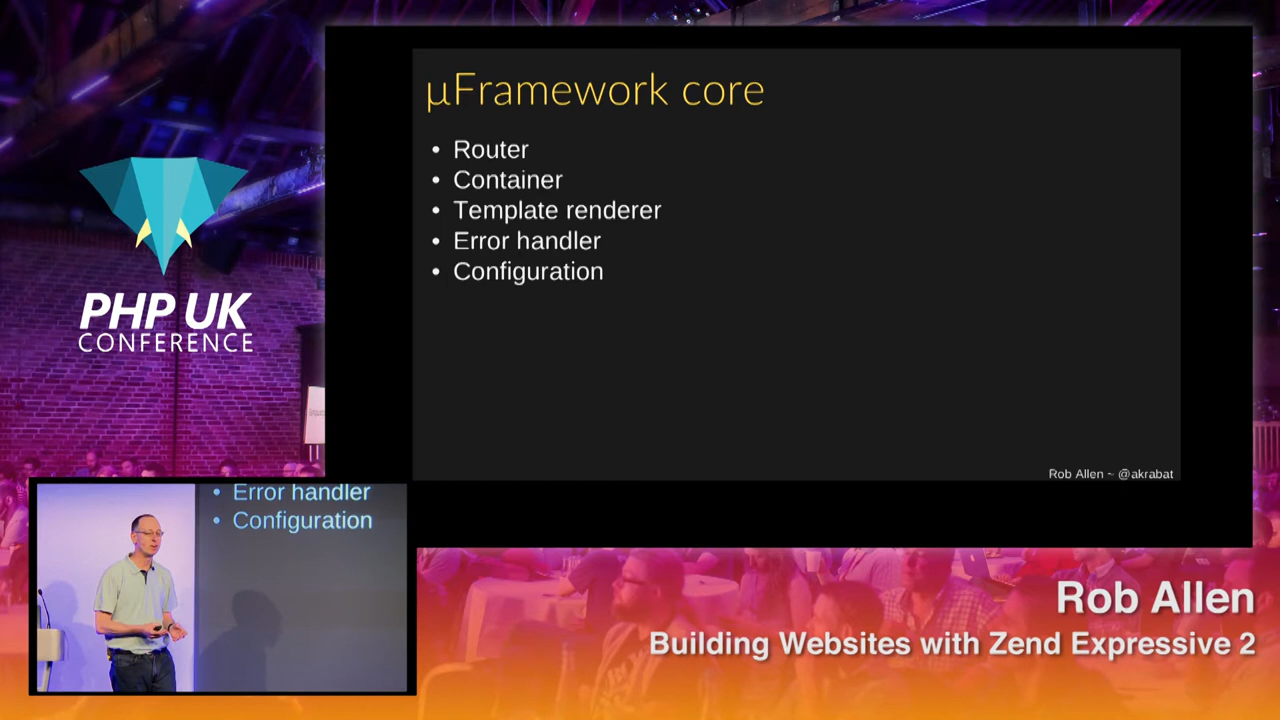 µFramework core
• Router
• Container
• Template renderer
• Error handler
• Configuration
Rob Allen ~ @akrabat
PHP UK
CONFERENCE
• Error handler
• Configuration
Rob Allen
Building Websites with Zend Expressive 2